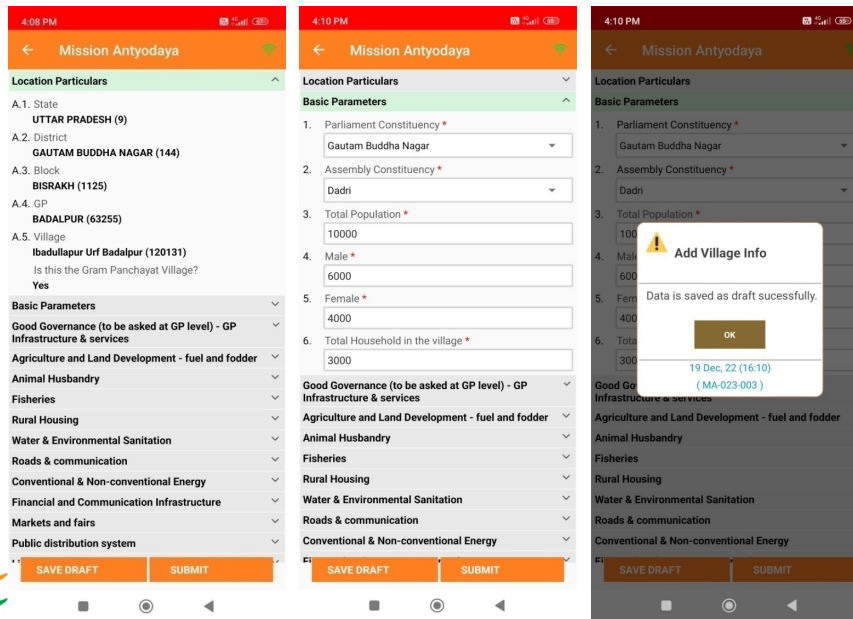 4:08 PM
Mission Antyodaya
Location Particulars
A.1. State
UTTAR PRADESH (9)
A.2. District
GAUTAM BUDDHA NAGAR (144)
A.3. Block
BISRAKH (1125)
A.4. GP
BADALPUR (63255)
A.5. Village
Ibadullapur Urf Badalpur (120131)
Is this the Gram Panchayat Village?
Yes
Basic Parameters
Good Governance (to be asked at GP level) - GP
Infrastructure & services
Agriculture and Land Development - fuel and fodder
Animal Husbandry
Fisheries
Rural Housing
Water & Environmental Sanitation
Roads & communication
Conventional & Non-conventional Energy
Financial and Communication Infrastructure
Markets and fairs
Public distribution system
SAVE DRAFT SUBMIT
4:10 PM
Mission Antyodaya
Location Particulars
Basic Parameters
1. Parliament Constituency *
Gautam Buddha Nagar
2. Assembly Constituency *
Dadri
3. Total Population *
10000
4. Male *
6000
5. Female *
4000
6. Total Household in the village *
3000
Good Governance (to be asked at GP level) - GP
Infrastructure & services
Agriculture and Land Development - fuel and fodder
Animal Husbandry
Fisheries
Rural Housing
Water & Environmental Sanitation
Roads & communication
Conventional & Non-conventional Energy
SAVE DRAFT SUBMIT
4:10 PM
Mission Antyodaya
Location Particulars
Basic Parameters
1. Parliament Constituency *
Gautam Buddha Nagar
2. Assembly Constituency *
Dadri
3. Total Population *
4.
5.
6.
Add Village Info
Data is saved as draft sucessfully.
OK
19 Dec, 22 (16:10)
( MA-023-003 )
Infrastructure & services
Agriculture and Land Development - fuel and fodder
Animal Husbandry
Fisheries
Rural Housing
Water & Environmental Sanitation
Roads & communication
Conventional & Non-conventional Energy
SAVE DRAFT SUBMIT